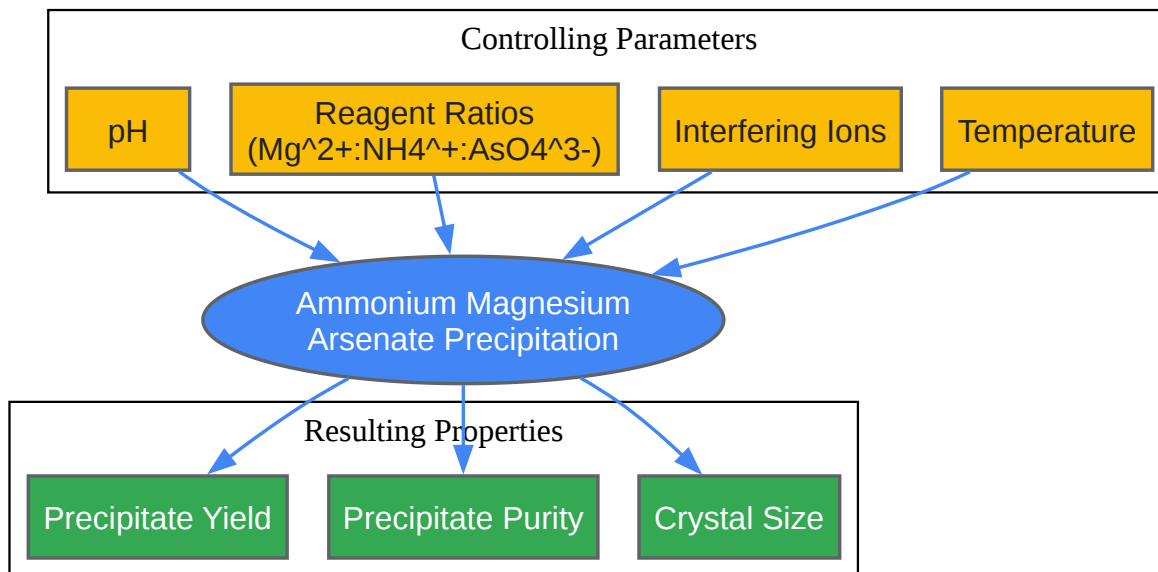 Controlling Parameters
pH
Reagent Ratios
(Mg^2+:NH4^+:AsO4^3-)
Interfering Ions
Temperature
Ammonium Magnesium
Arsenate Precipitation
Resulting Properties
Precipitate Yield
Precipitate Purity
Crystal Size